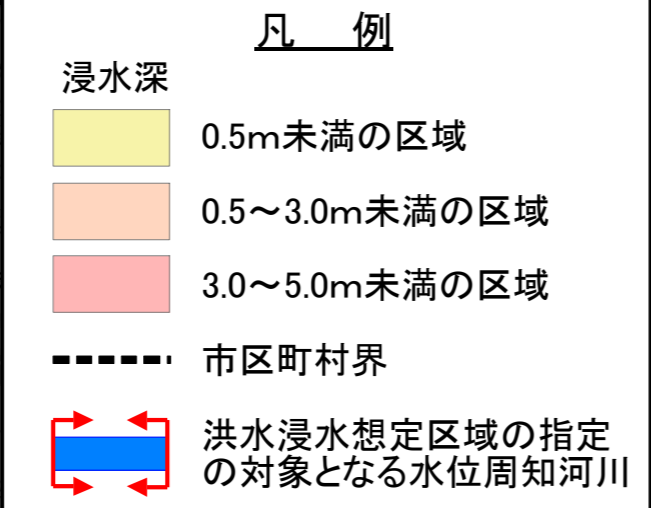 凡　例
浸水深
0.5m未満の区域
0.5～3.0m未満の区域
3.0～5.0m未満の区域
市区町村界
洪水浸水想定区域の指定
の対象となる水位周知河川